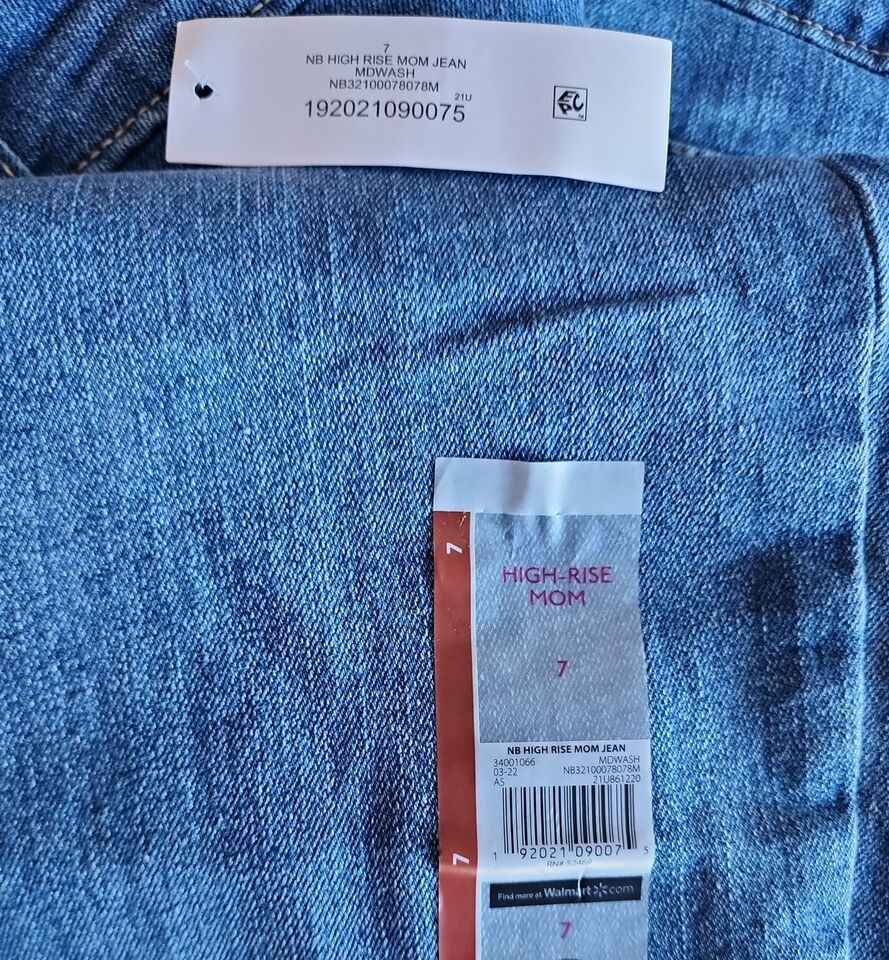 7
NB HIGH RISE MOM JEAN
MDWASH
NB32100078078M
21U
192021090075
EPC
TM
7
HIGH-RISE
MOM
7
NB HIGH RISE MOM JEAN
34001066 MDWASH
03-22 NB32100078078M
AS 21U861220
1 92021 09007 5
RN# 52469
7
Find more at Walmart.com
7